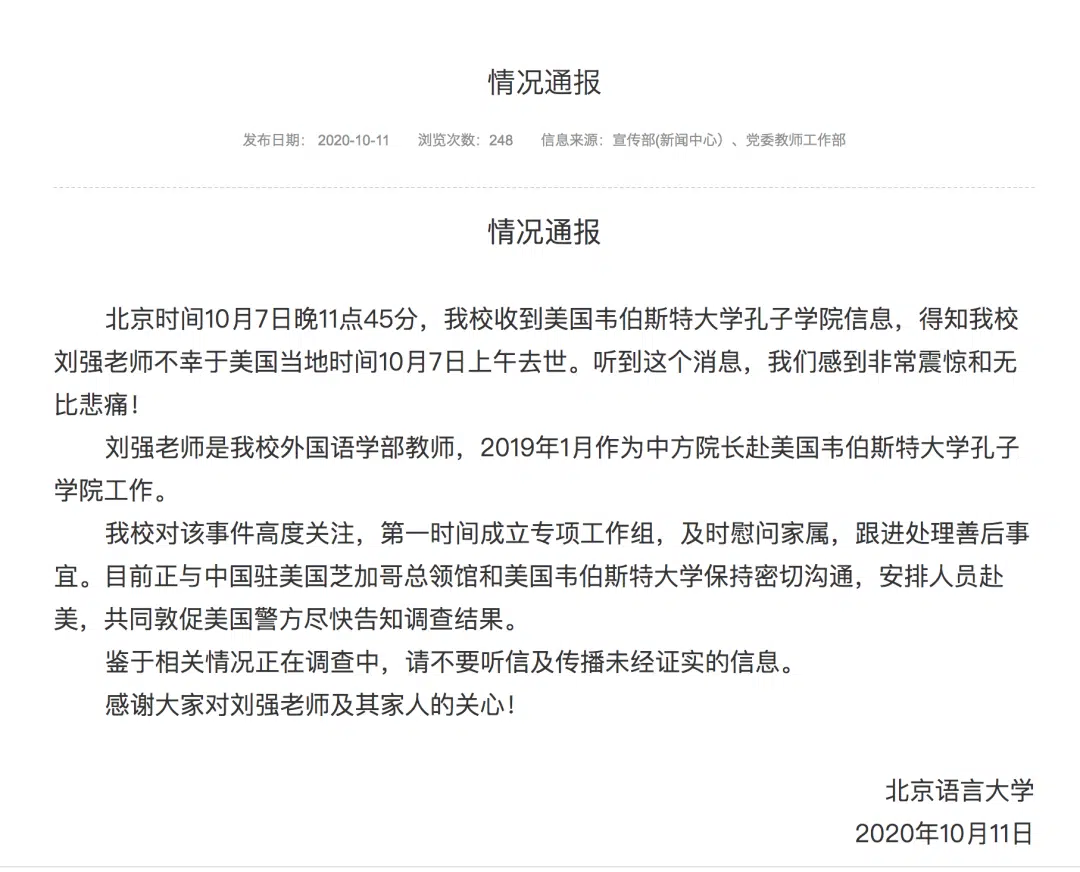 情况通报
发布日期： 2020-10-11 浏览次数：248 信息来源：宣传部(新闻中心）、党委教师工作部
情况通报
北京时间10月7日晚11点45分，我校收到美国韦伯斯特大学孔子学院信息，得知我校
刘强老师不幸于美国当地时间10月7日上午去世。听到这个消息，我们感到非常震惊和无
比悲痛！
刘强老师是我校外国语学部教师，2019年1月作为中方院长赴美国韦伯斯特大学孔子
学院工作。
我校对该事件高度关注，第一时间成立专项工作组，及时慰问家属，跟进处理善后事
宜。目前正与中国驻美国芝加哥总领馆和美国韦伯斯特大学保持密切沟通，安排人员赴
美，共同敦促美国警方尽快告知调查结果。
鉴于相关情况正在调查中，请不要听信及传播未经证实的信息。
感谢大家对刘强老师及其家人的关心！
北京语言大学
2020年10月11日